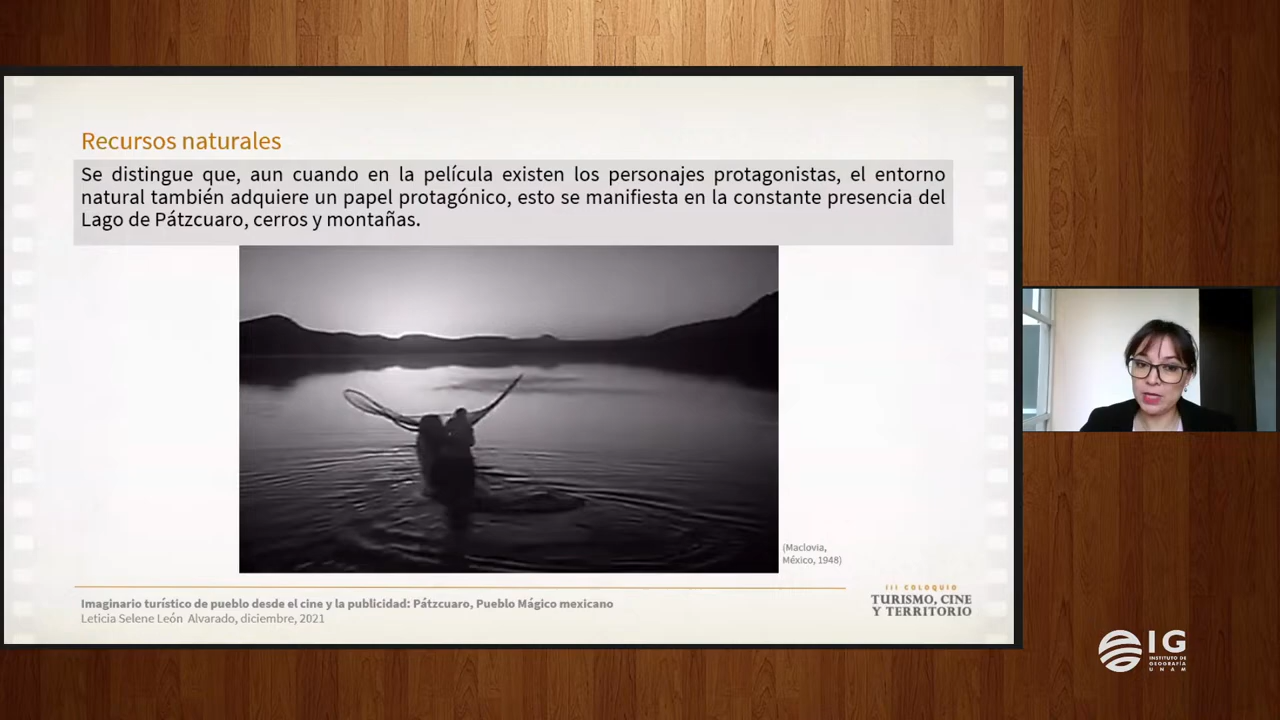 Recursos naturales
Se distingue que, aun cuando en la película existen los personajes protagonistas, el entorno
natural también adquiere un papel protagónico, esto se manifiesta en la constante presencia del
Lago de Pátzcuaro, cerros y montañas.
(Maclovia,
México, 1948)
Imaginario turístico de pueblo desde el cine y la publicidad: Pátzcuaro, Pueblo Mágico mexicano
Leticia Selene León Alvarado, diciembre, 2021
III COLOQUIO
TURISMO, CINE
Y TERRITORIO
IG
INSTITUTO DE
GEOGRAFÍA
UNAM